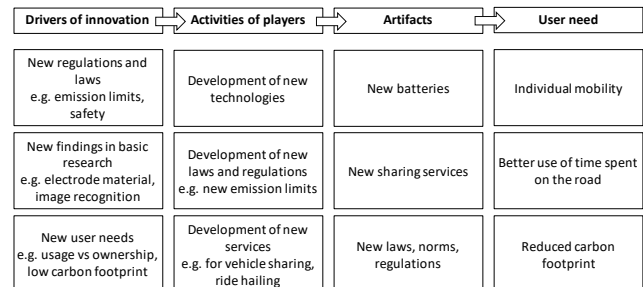 Drivers of innovation
Activities of players
Artifacts
User need
New regulations and
laws
e.g. emission limits,
safety
Development of new
technologies
New batteries
Individual mobility
New findings in basic
research
e.g. electrode material,
image recognition
Development of new
laws and regulations
e.g. new emission limits
New sharing services
Better use of time spent
on the road
New user needs
e.g. usage vs ownership,
low carbon footprint
Development of new
services
e.g. for vehicle sharing,
ride hailing
New laws, norms,
regulations
Reduced carbon
footprint